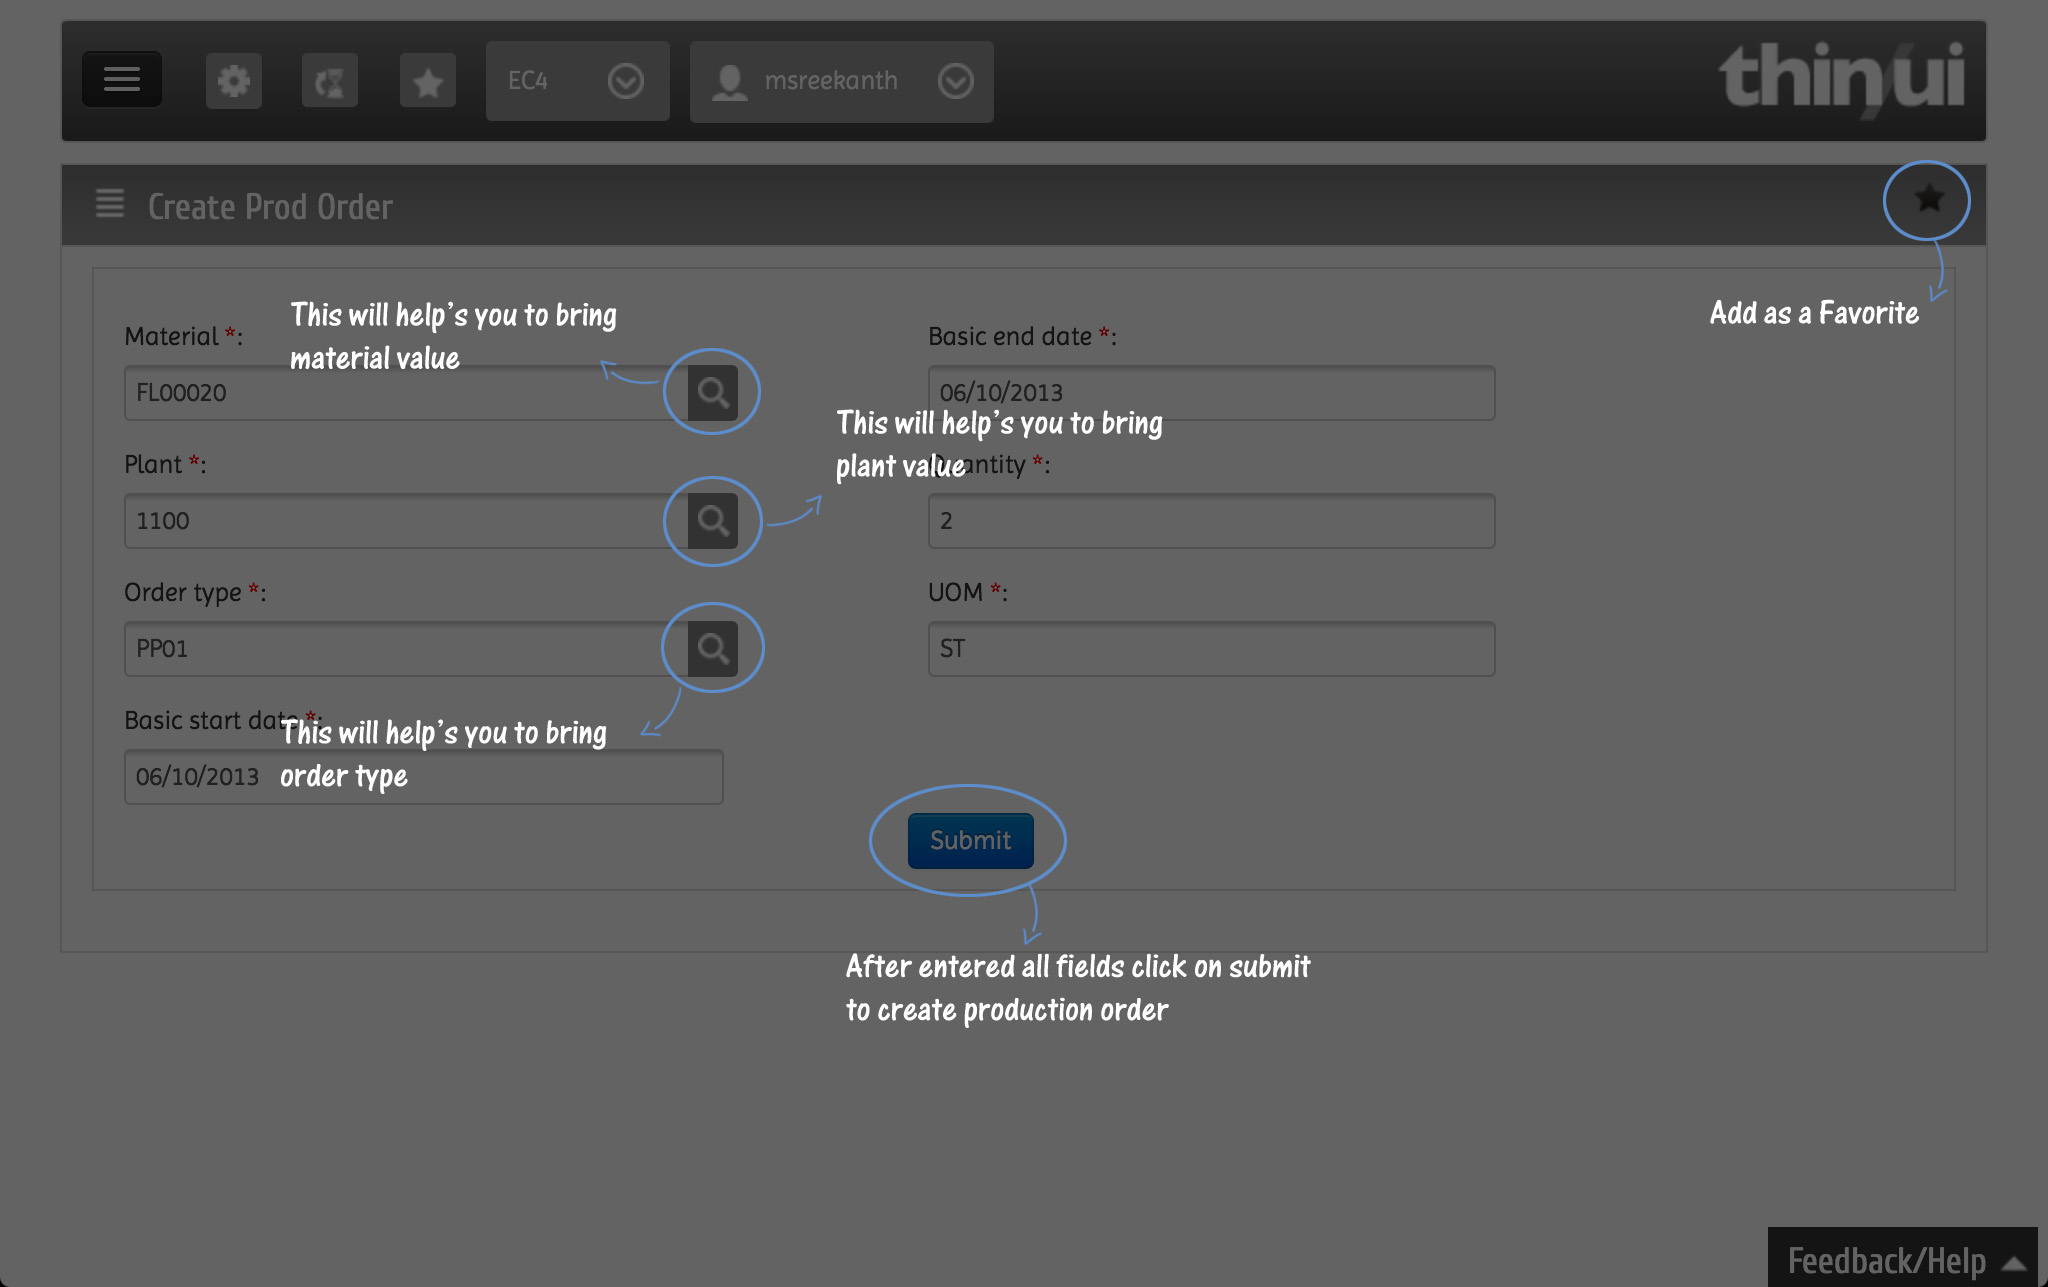 EC4
msreekanth
thin/ui
Create Prod Order
This will help's you to bring
material value
Material *:
FL00020
Basic end date *:
06/10/2013
Add as a Favorite
This will help's you to bring
plant value
Plant *:
1100
Quantity *:
2
Order type *:
PP01
UOM *:
ST
Basic start date *:
06/10/2013
This will help's you to bring
order type
Submit
After entered all fields click on submit
to create production order
Feedback/Help